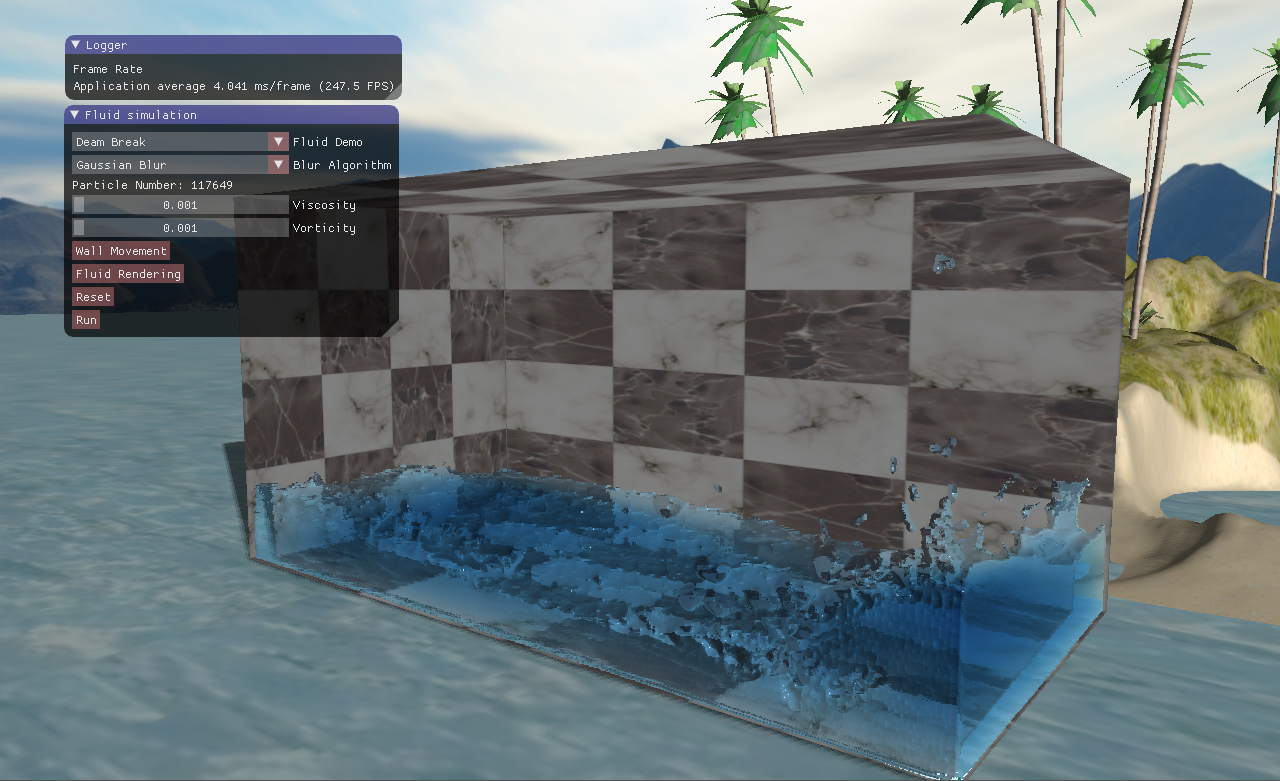 Logger
Frame Rate
Application average 4.041 ms/frame (247.5 FPS)
Fluid simulation
Deam Break Fluid Demo
Gaussian Blur Blur Algorithm
Particle Number: 117649
0.001 Viscosity
0.001 Vorticity
Wall Movement
Fluid Rendering
Reset
Run